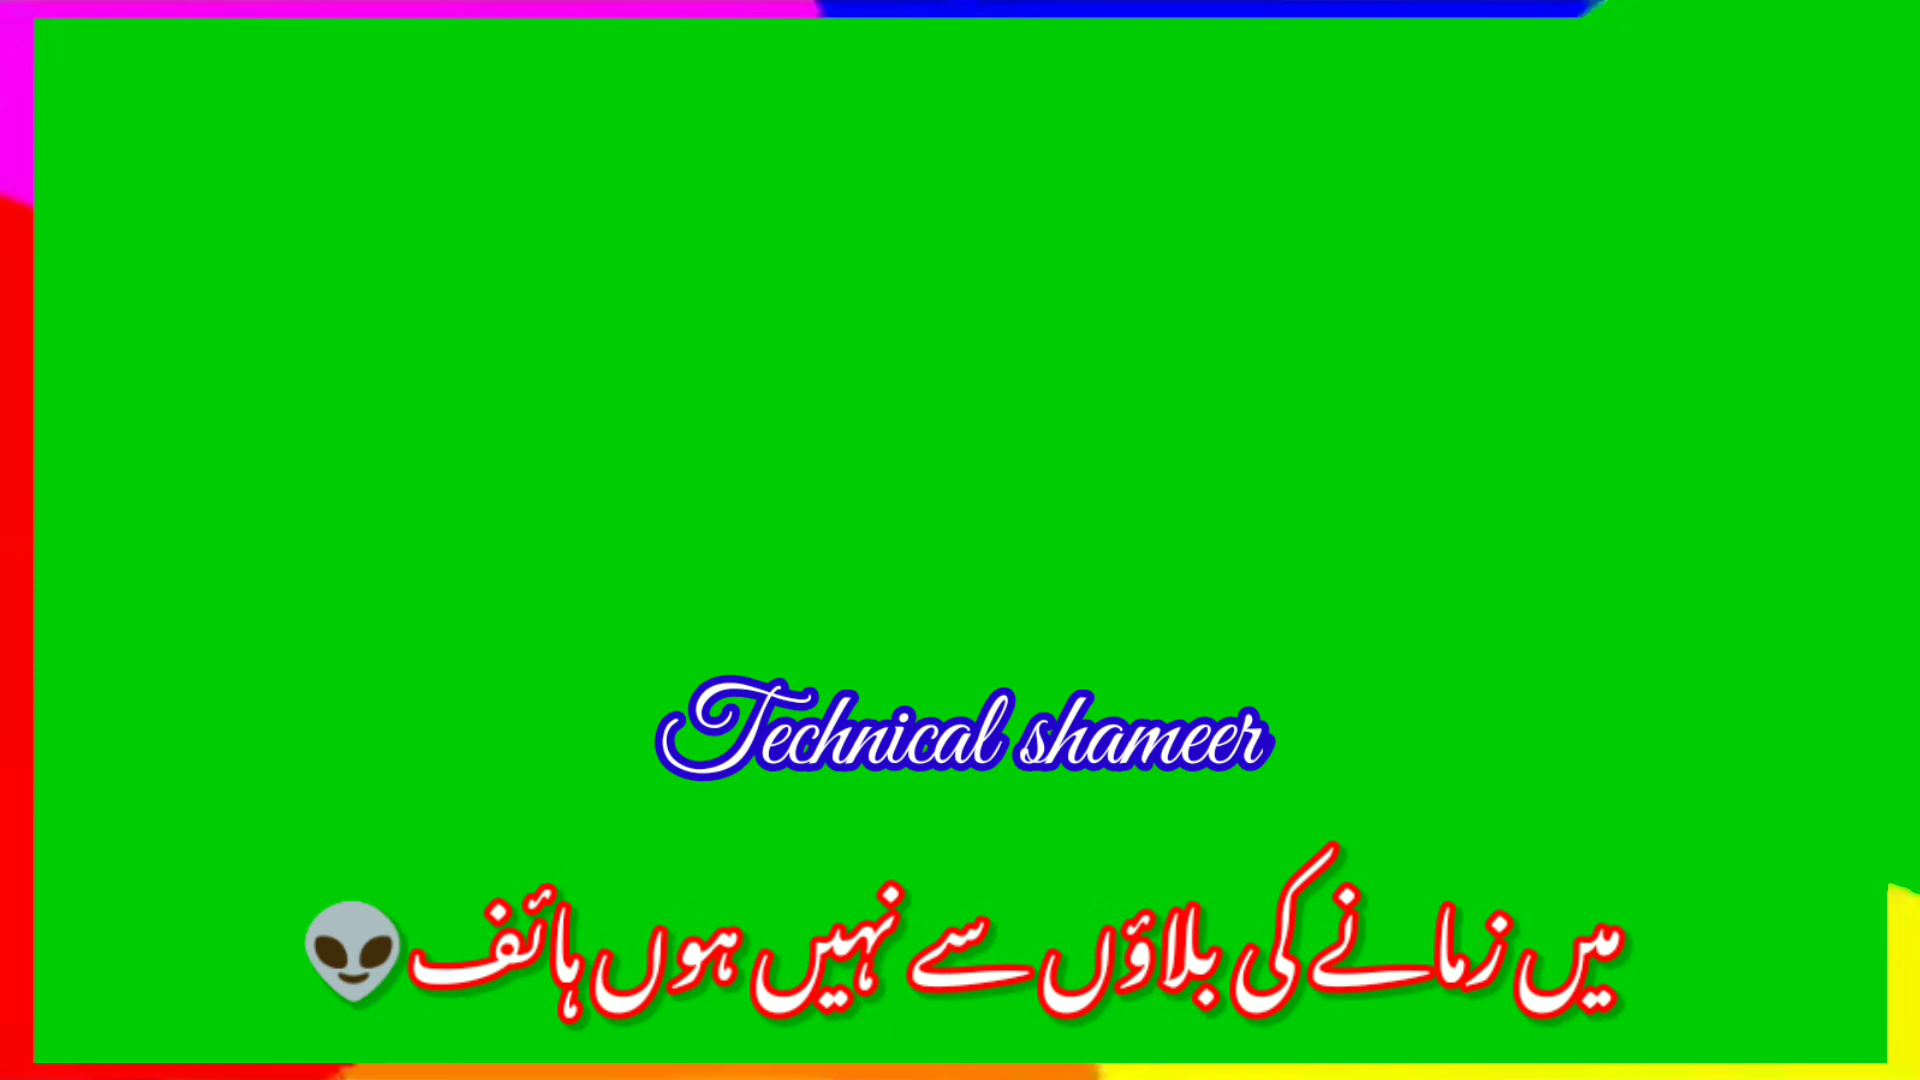 Technical shameer
میں زمانے کی بلاؤں سے نہیں ہوں ہائف👽